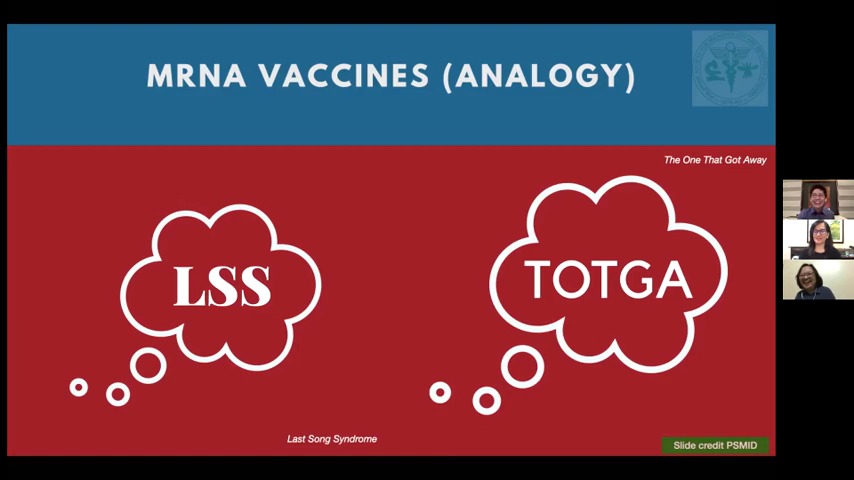 MRNA VACCINES (ANALOGY)
The One That Got Away
LSS
TOTGA
Last Song Syndrome
Slide credit PSMID